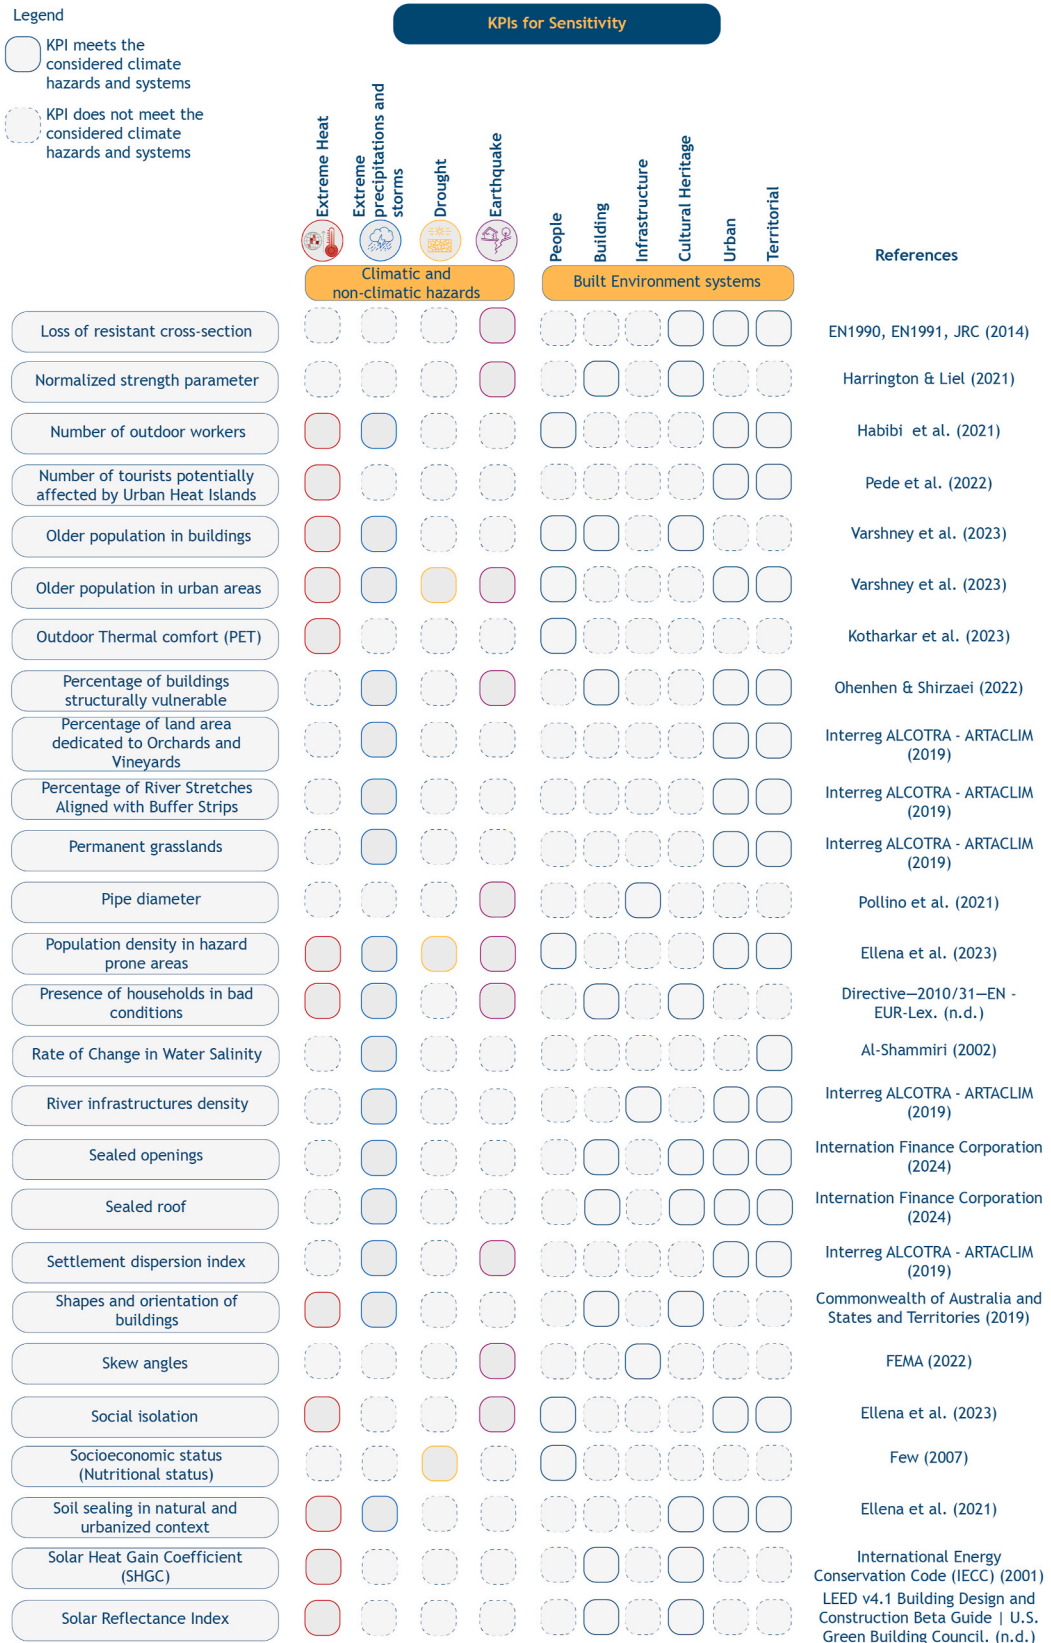 Legend
KPI meets the
considered climate
hazards and systems
KPI does not meet the
considered climate
hazards and systems
KPIs for Sensitivity
Extreme Heat
Extreme
precipitations and
storms
Drought
Earthquake
People
Building
Infrastructure
Cultural Heritage
Urban
Territorial
References
Climatic and
non-climatic hazards
Built Environment systems
Loss of resistant cross-section
EN1990, EN1991, JRC (2014)
Normalized strength parameter
Harrington & Liel (2021)
Number of outdoor workers
Habibi et al. (2021)
Number of tourists potentially
affected by Urban Heat Islands
Pede et al. (2022)
Older population in buildings
Varshney et al. (2023)
Older population in urban areas
Varshney et al. (2023)
Outdoor Thermal comfort (PET)
Kotharkar et al. (2023)
Percentage of buildings
structurally vulnerable
Ohenhen & Shirzaei (2022)
Percentage of land area
dedicated to Orchards and
Vineyards
Interreg ALCOTRA - ARTACLIM
(2019)
Percentage of River Stretches
Aligned with Buffer Strips
Interreg ALCOTRA - ARTACLIM
(2019)
Permanent grasslands
Interreg ALCOTRA - ARTACLIM
(2019)
Pipe diameter
Pollino et al. (2021)
Population density in hazard
prone areas
Ellena et al. (2023)
Presence of households in bad
conditions
Directive—2010/31—EN -
EUR-Lex. (n.d.)
Rate of Change in Water Salinity
Al-Shammiri (2002)
River infrastructures density
Interreg ALCOTRA - ARTACLIM
(2019)
Sealed openings
Internation Finance Corporation
(2024)
Sealed roof
Internation Finance Corporation
(2024)
Settlement dispersion index
Interreg ALCOTRA - ARTACLIM
(2019)
Shapes and orientation of
buildings
Commonwealth of Australia and
States and Territories (2019)
Skew angles
FEMA (2022)
Social isolation
Ellena et al. (2023)
Socioeconomic status
(Nutritional status)
Few (2007)
Soil sealing in natural and
urbanized context
Ellena et al. (2021)
Solar Heat Gain Coefficient
(SHGC)
International Energy
Conservation Code (IECC) (2001)
Solar Reflectance Index
LEED v4.1 Building Design and
Construction Beta Guide | U.S.
Green Building Council. (n.d.)